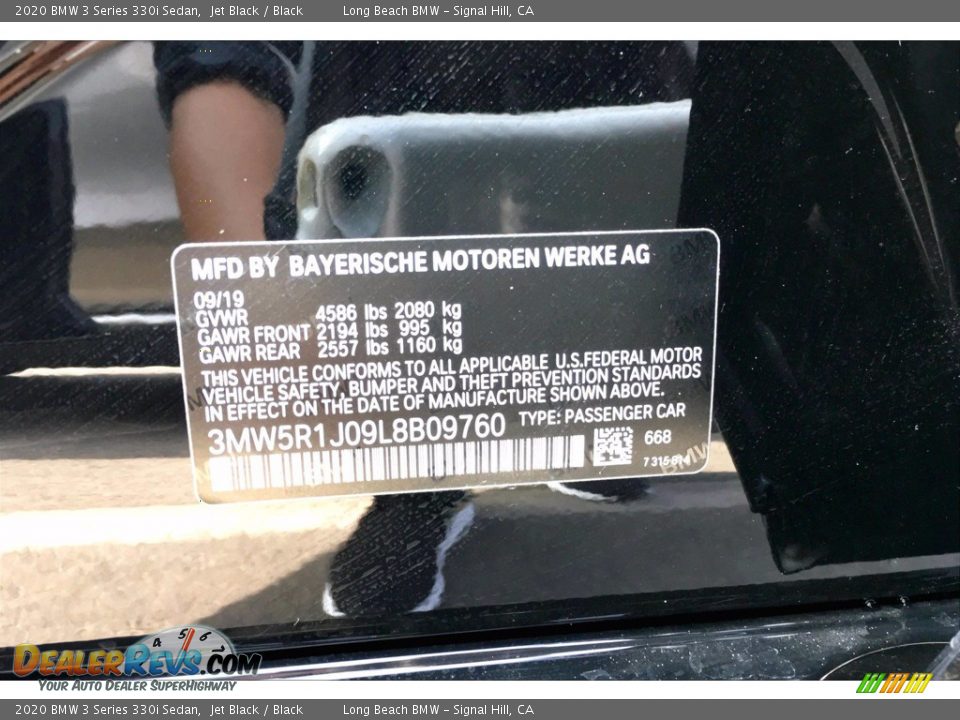 2020 BMW 3 Series 330i Sedan, Jet Black / Black Long Beach BMW - Signal Hill, CA
MFD BY BAYERISCHE MOTOREN WERKE AG
09/19
GVWR 4586 lbs 2080 kg
GAWR FRONT 2194 lbs 995 kg
GAWR REAR 2557 lbs 1160 kg
THIS VEHICLE CONFORMS TO ALL APPLICABLE U.S.FEDERAL MOTOR
VEHICLE SAFETY, BUMPER AND THEFT PREVENTION STANDARDS
IN EFFECT ON THE DATE OF MANUFACTURE SHOWN ABOVE.
3MW5R1J09L8B09760 TYPE: PASSENGER CAR
668
BMW
4 5 6
DEALERREVS.COM
YOUR AUTO DEALER SUPERHIGHWAY
2020 BMW 3 Series 330i Sedan, Jet Black / Black Long Beach BMW - Signal Hill, CA